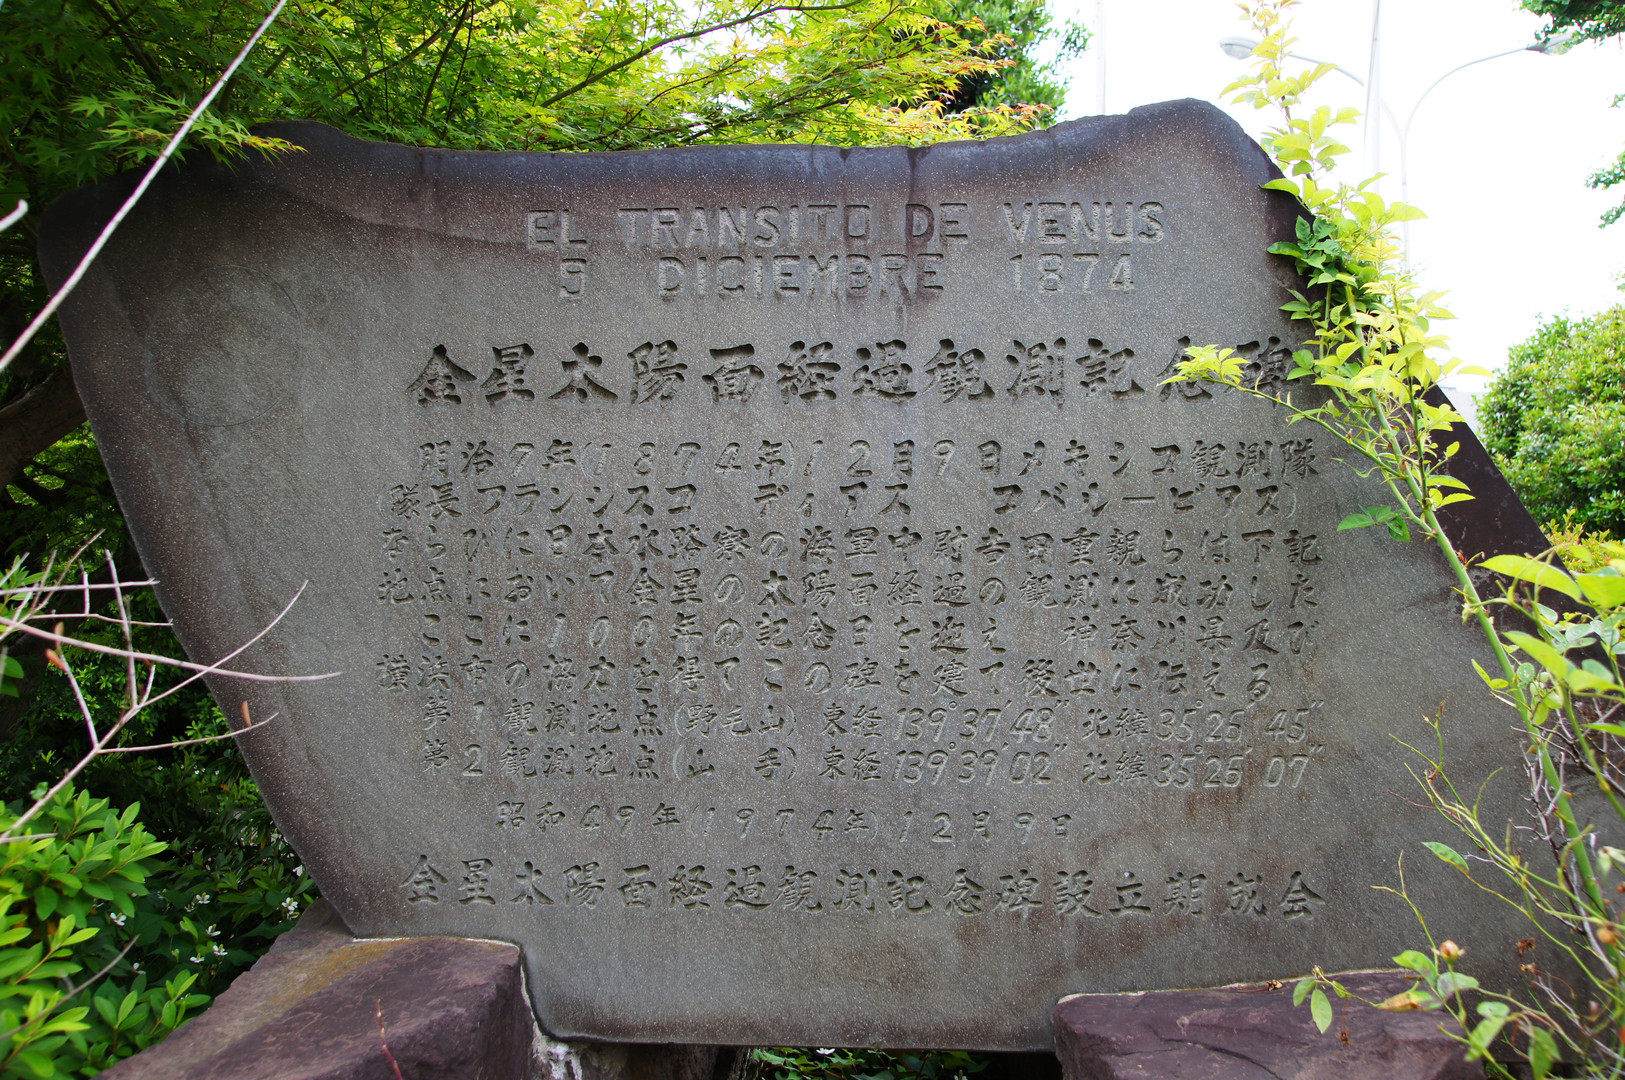 EL TRANSITO DE VENUS
9 DICIEMBRE 1874
金星太陽面経過観測記念碑
明治7年(1874年)12月9日メキシコ観測隊
(隊長フランシスコ ディアス コバルービアス)
ならびに日本水路寮の海軍中尉吉田重親らは下記
地点において金星の太陽面経過の観測に成功した
ここに100年の記念日を迎え 神奈川県及び
横浜市の協力を得てこの碑を建て後世に伝える
第1観測地点(野毛山) 東経139°37′48″ 北緯35°26′45″
第2観測地点(山 手) 東経139°39′02″ 北緯35°26′07″
昭和49年(1974年)12月9日
金星太陽面経過観測記念碑設立期成会